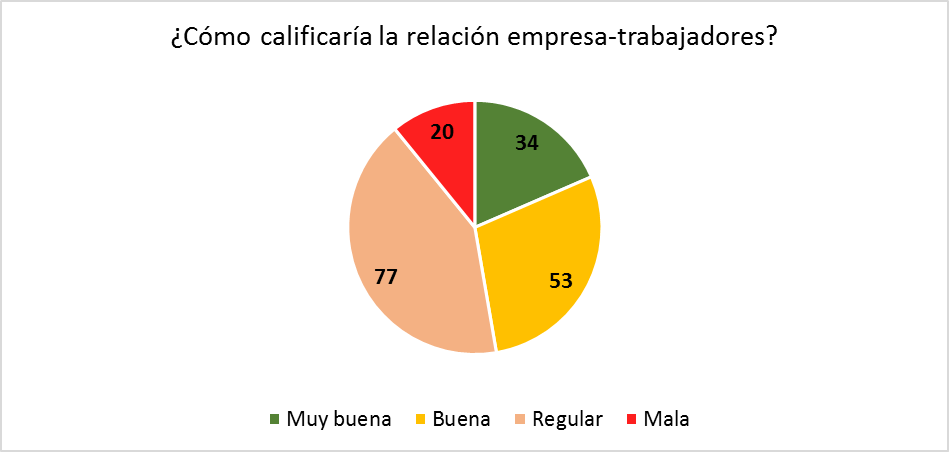 ¿Cómo calificaría la relación empresa-trabajadores?
20
34
77
53
Muy buena Buena Regular Mala